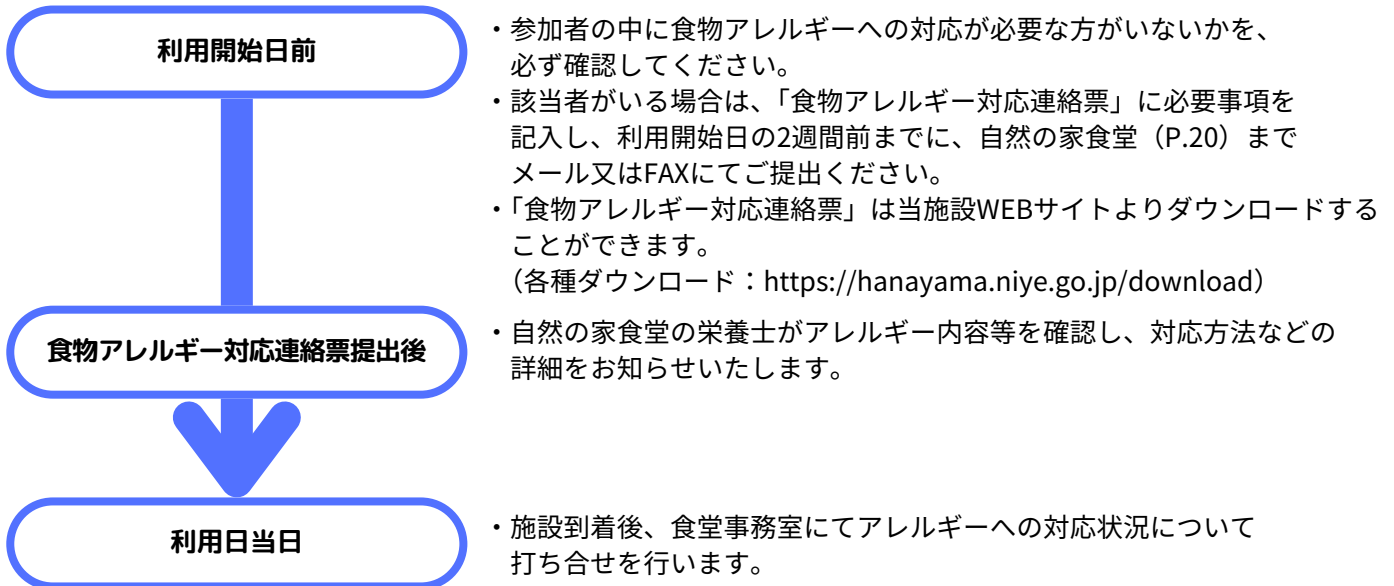 利用開始日前
・参加者の中に食物アレルギーへの対応が必要な方がいないかを、
必ず確認してください。
・該当者がいる場合は、「食物アレルギー対応連絡票」に必要事項を
記入し、利用開始日の2週間前までに、自然の家食堂（P.20）まで
メール又はFAXにてご提出ください。
・「食物アレルギー対応連絡票」は当施設WEBサイトよりダウンロードする
ことができます。
（各種ダウンロード：https://hanayama.niye.go.jp/download）
食物アレルギー対応連絡票提出後
・自然の家食堂の栄養士がアレルギー内容等を確認し、対応方法などの
詳細をお知らせいたします。
利用日当日
・施設到着後、食堂事務室にてアレルギーへの対応状況について
打ち合せを行います。